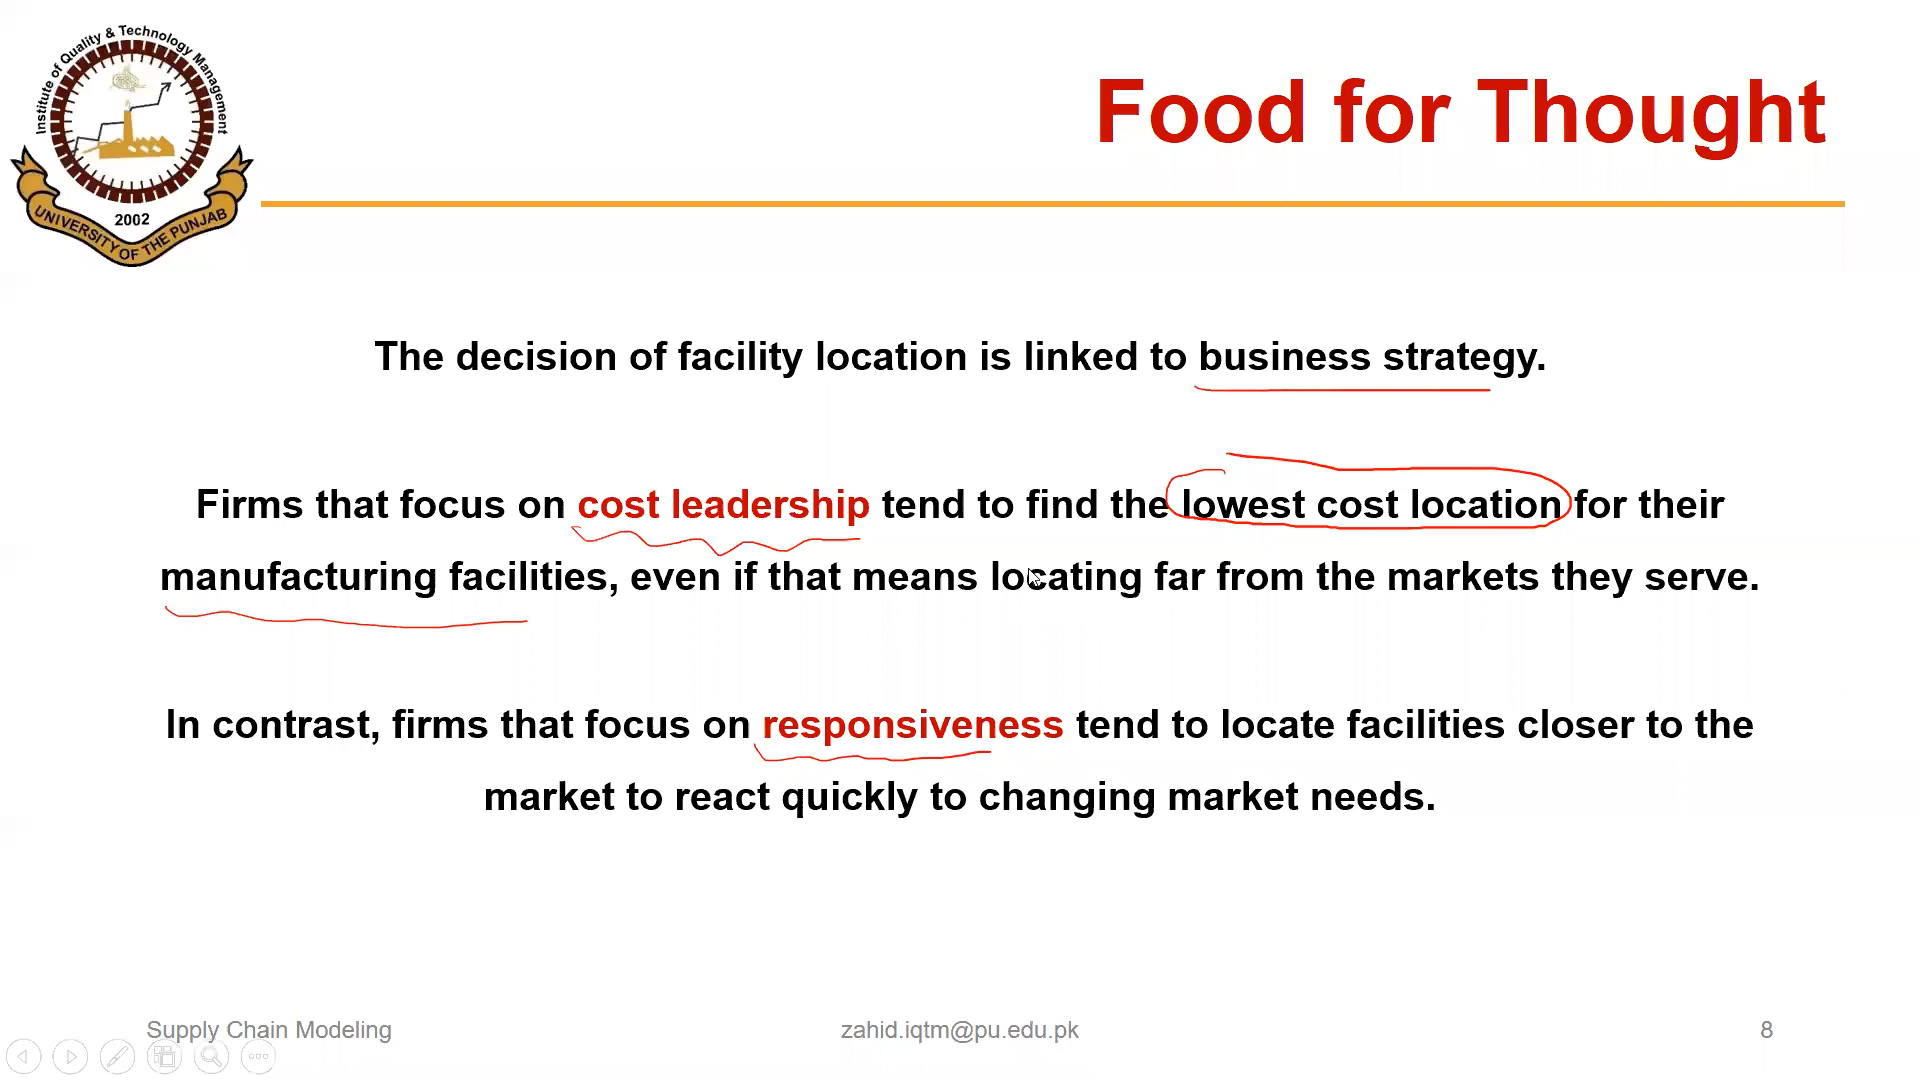 Institute of Quality & Technology Management
2002
UNIVERSITY OF THE PUNJAB
Food for Thought
The decision of facility location is linked to business strategy.
Firms that focus on cost leadership tend to find the lowest cost location for their
manufacturing facilities, even if that means locating far from the markets they serve.
In contrast, firms that focus on responsiveness tend to locate facilities closer to the
market to react quickly to changing market needs.
Supply Chain Modeling
zahid.iqtm@pu.edu.pk
8